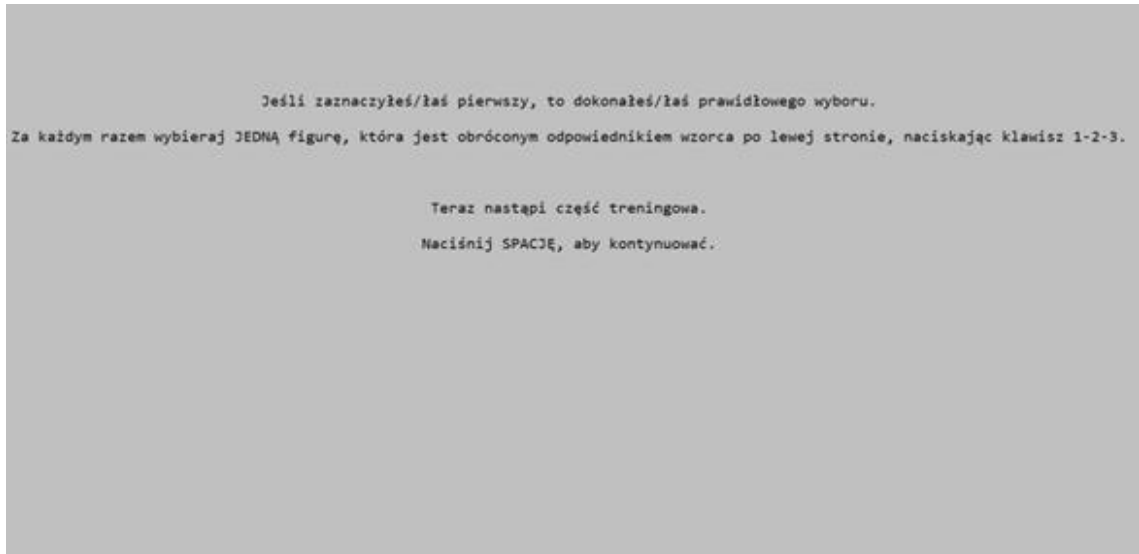 Jeśli zaznaczyłeś/łaś pierwszy, to dokonałeś/łaś prawidłowego wyboru.
Za każdym razem wybieraj JEDNĄ figurę, która jest obróconym odpowiednikiem wzorca po lewej stronie, naciskając klawisz 1-2-3.
Teraz nastąpi część treningowa.
Naciśnij SPACJĘ, aby kontynuować.